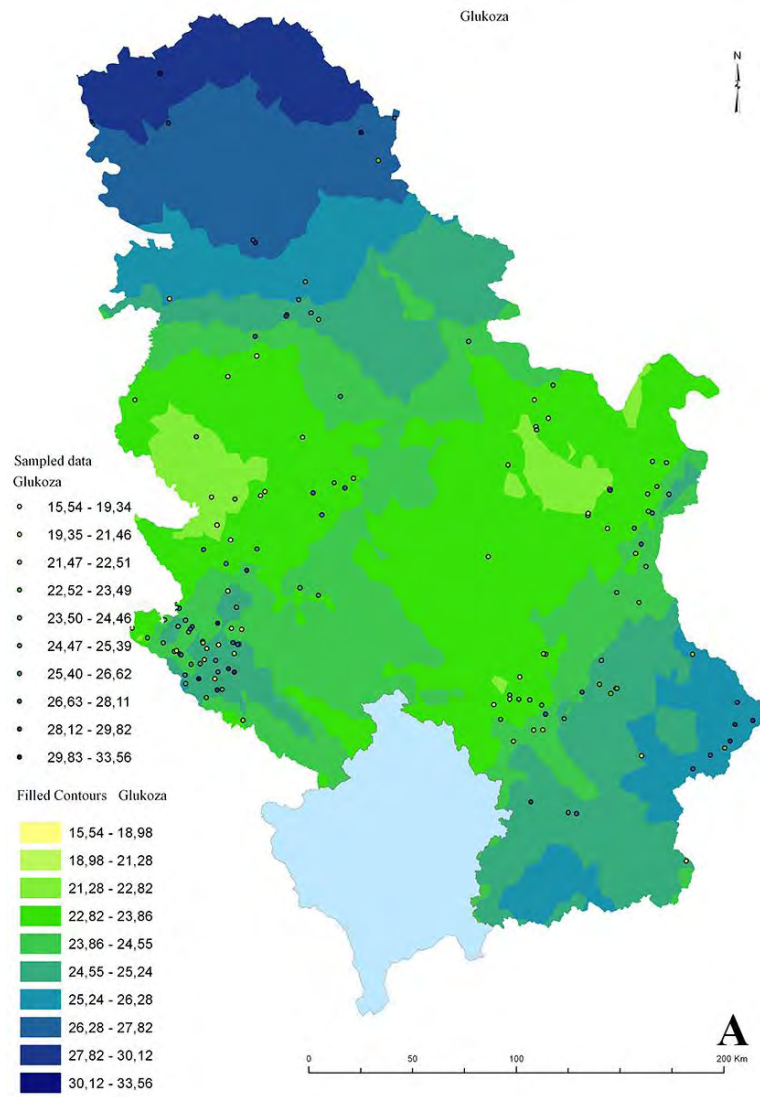 Glukoza
N
Sampled data
Glukoza
15,54 - 19,34
19,35 - 21,46
21,47 - 22,51
22,52 - 23,49
23,50 - 24,46
24,47 - 25,39
25,40 - 26,62
26,63 - 28,11
28,12 - 29,82
29,83 - 33,56
Filled Contours Glukoza
15,54 - 18,98
18,98 - 21,28
21,28 - 22,82
22,82 - 23,86
23,86 - 24,55
24,55 - 25,24
25,24 - 26,28
26,28 - 27,82
27,82 - 30,12
30,12 - 33,56
A
0 50 100 200 Km